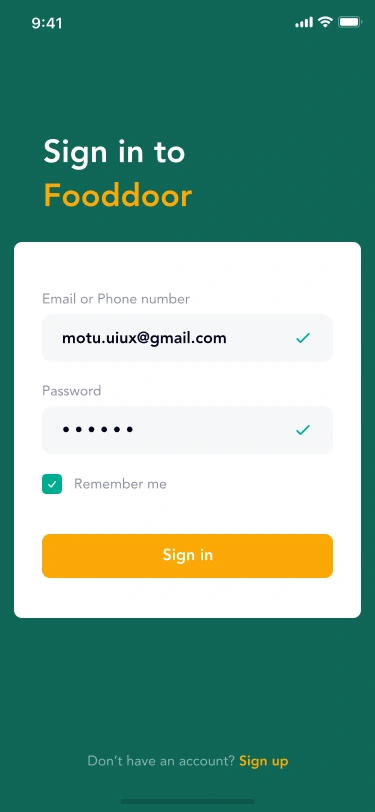 9:41
Sign in to
Fooddoor
Email or Phone number
motu.uiux@gmail.com
Password
••••••
Remember me
Sign in
Don't have an account? Sign up